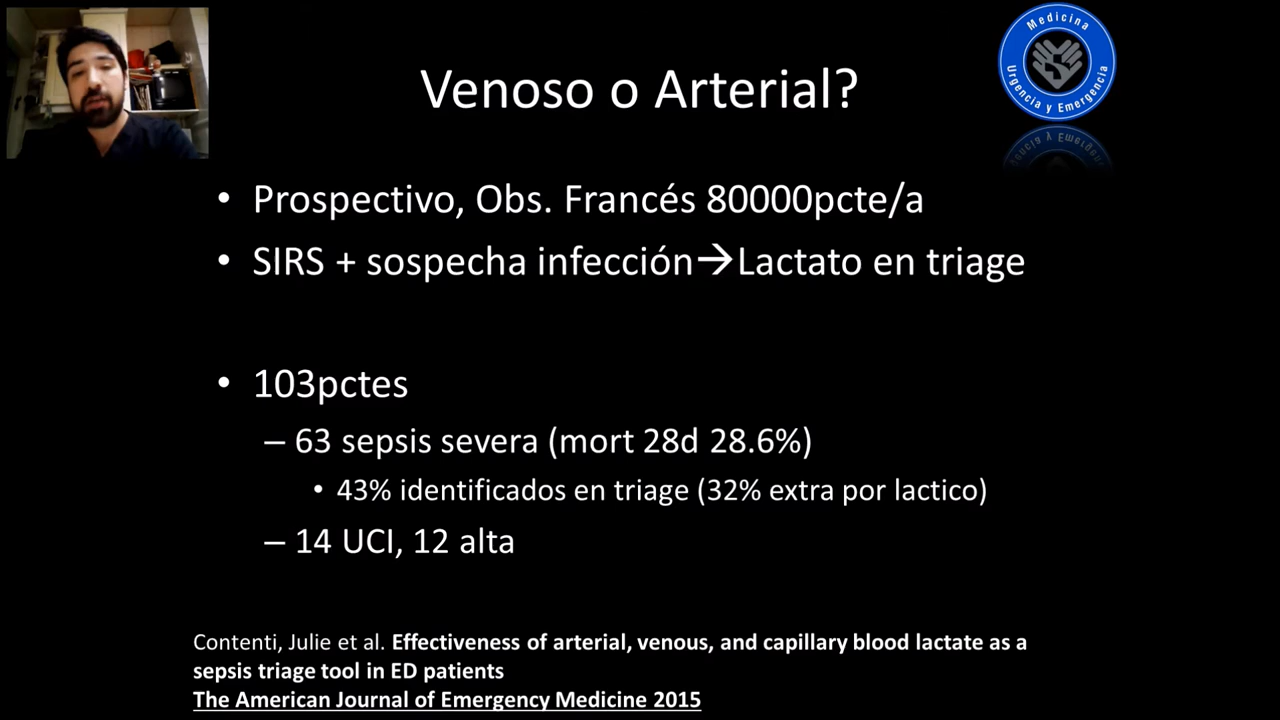 Medicina
Urgencia y Emergencia
Venoso o Arterial?
• Prospectivo, Obs. Francés 80000pcte/a
• SIRS + sospecha infección→Lactato en triage
• 103pctes
– 63 sepsis severa (mort 28d 28.6%)
• 43% identificados en triage (32% extra por lactico)
– 14 UCI, 12 alta
Contenti, Julie et al. Effectiveness of arterial, venous, and capillary blood lactate as a
sepsis triage tool in ED patients
The American Journal of Emergency Medicine 2015